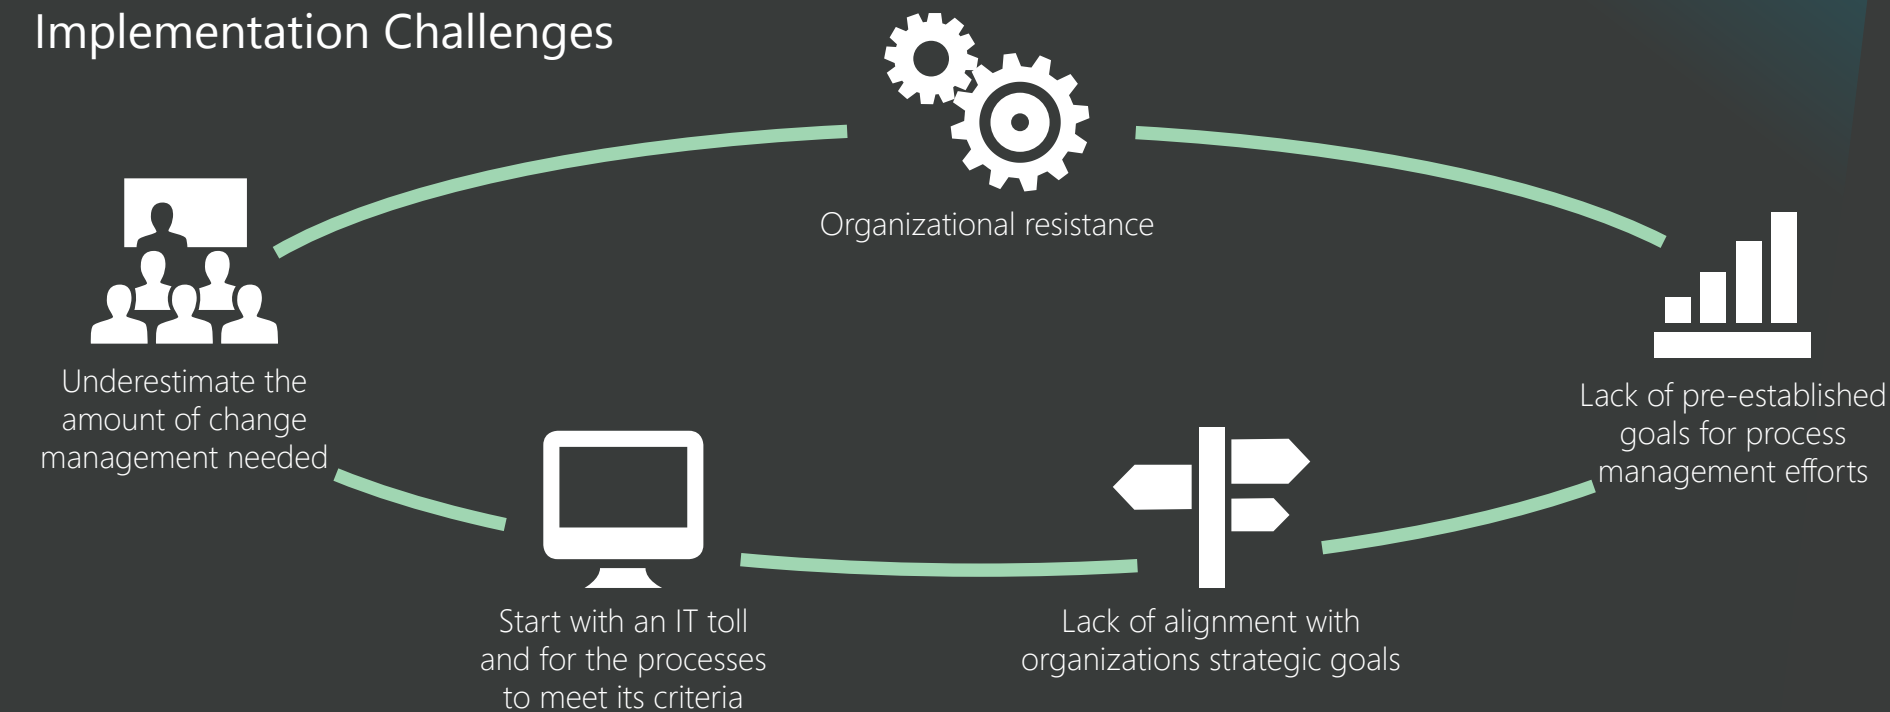 Implementation Challenges
Organizational resistance
Underestimate the
amount of change
management needed
Lack of pre-established
goals for process
management efforts
Start with an IT toll
and for the processes
to meet its criteria
Lack of alignment with
organizations strategic goals